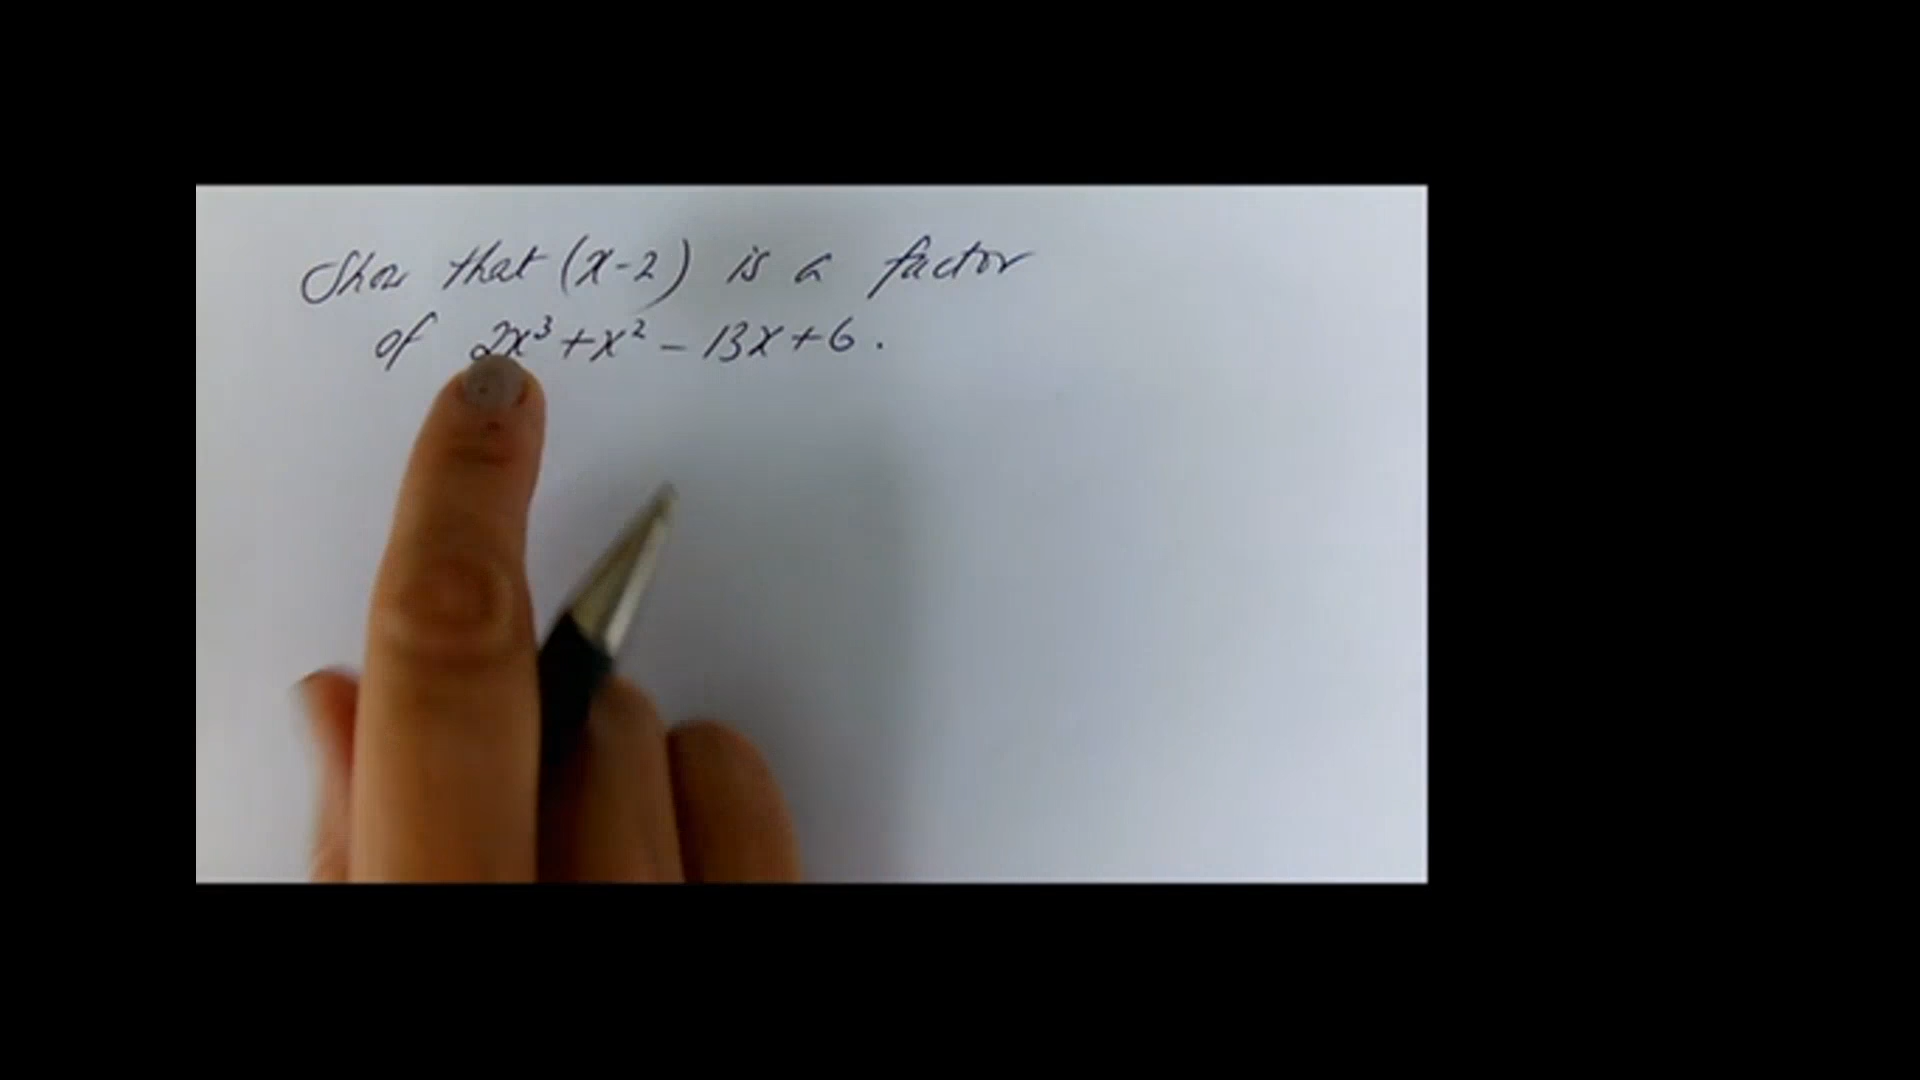 Show that (x-2) is a factor
of 2x³ + x² - 13x + 6.